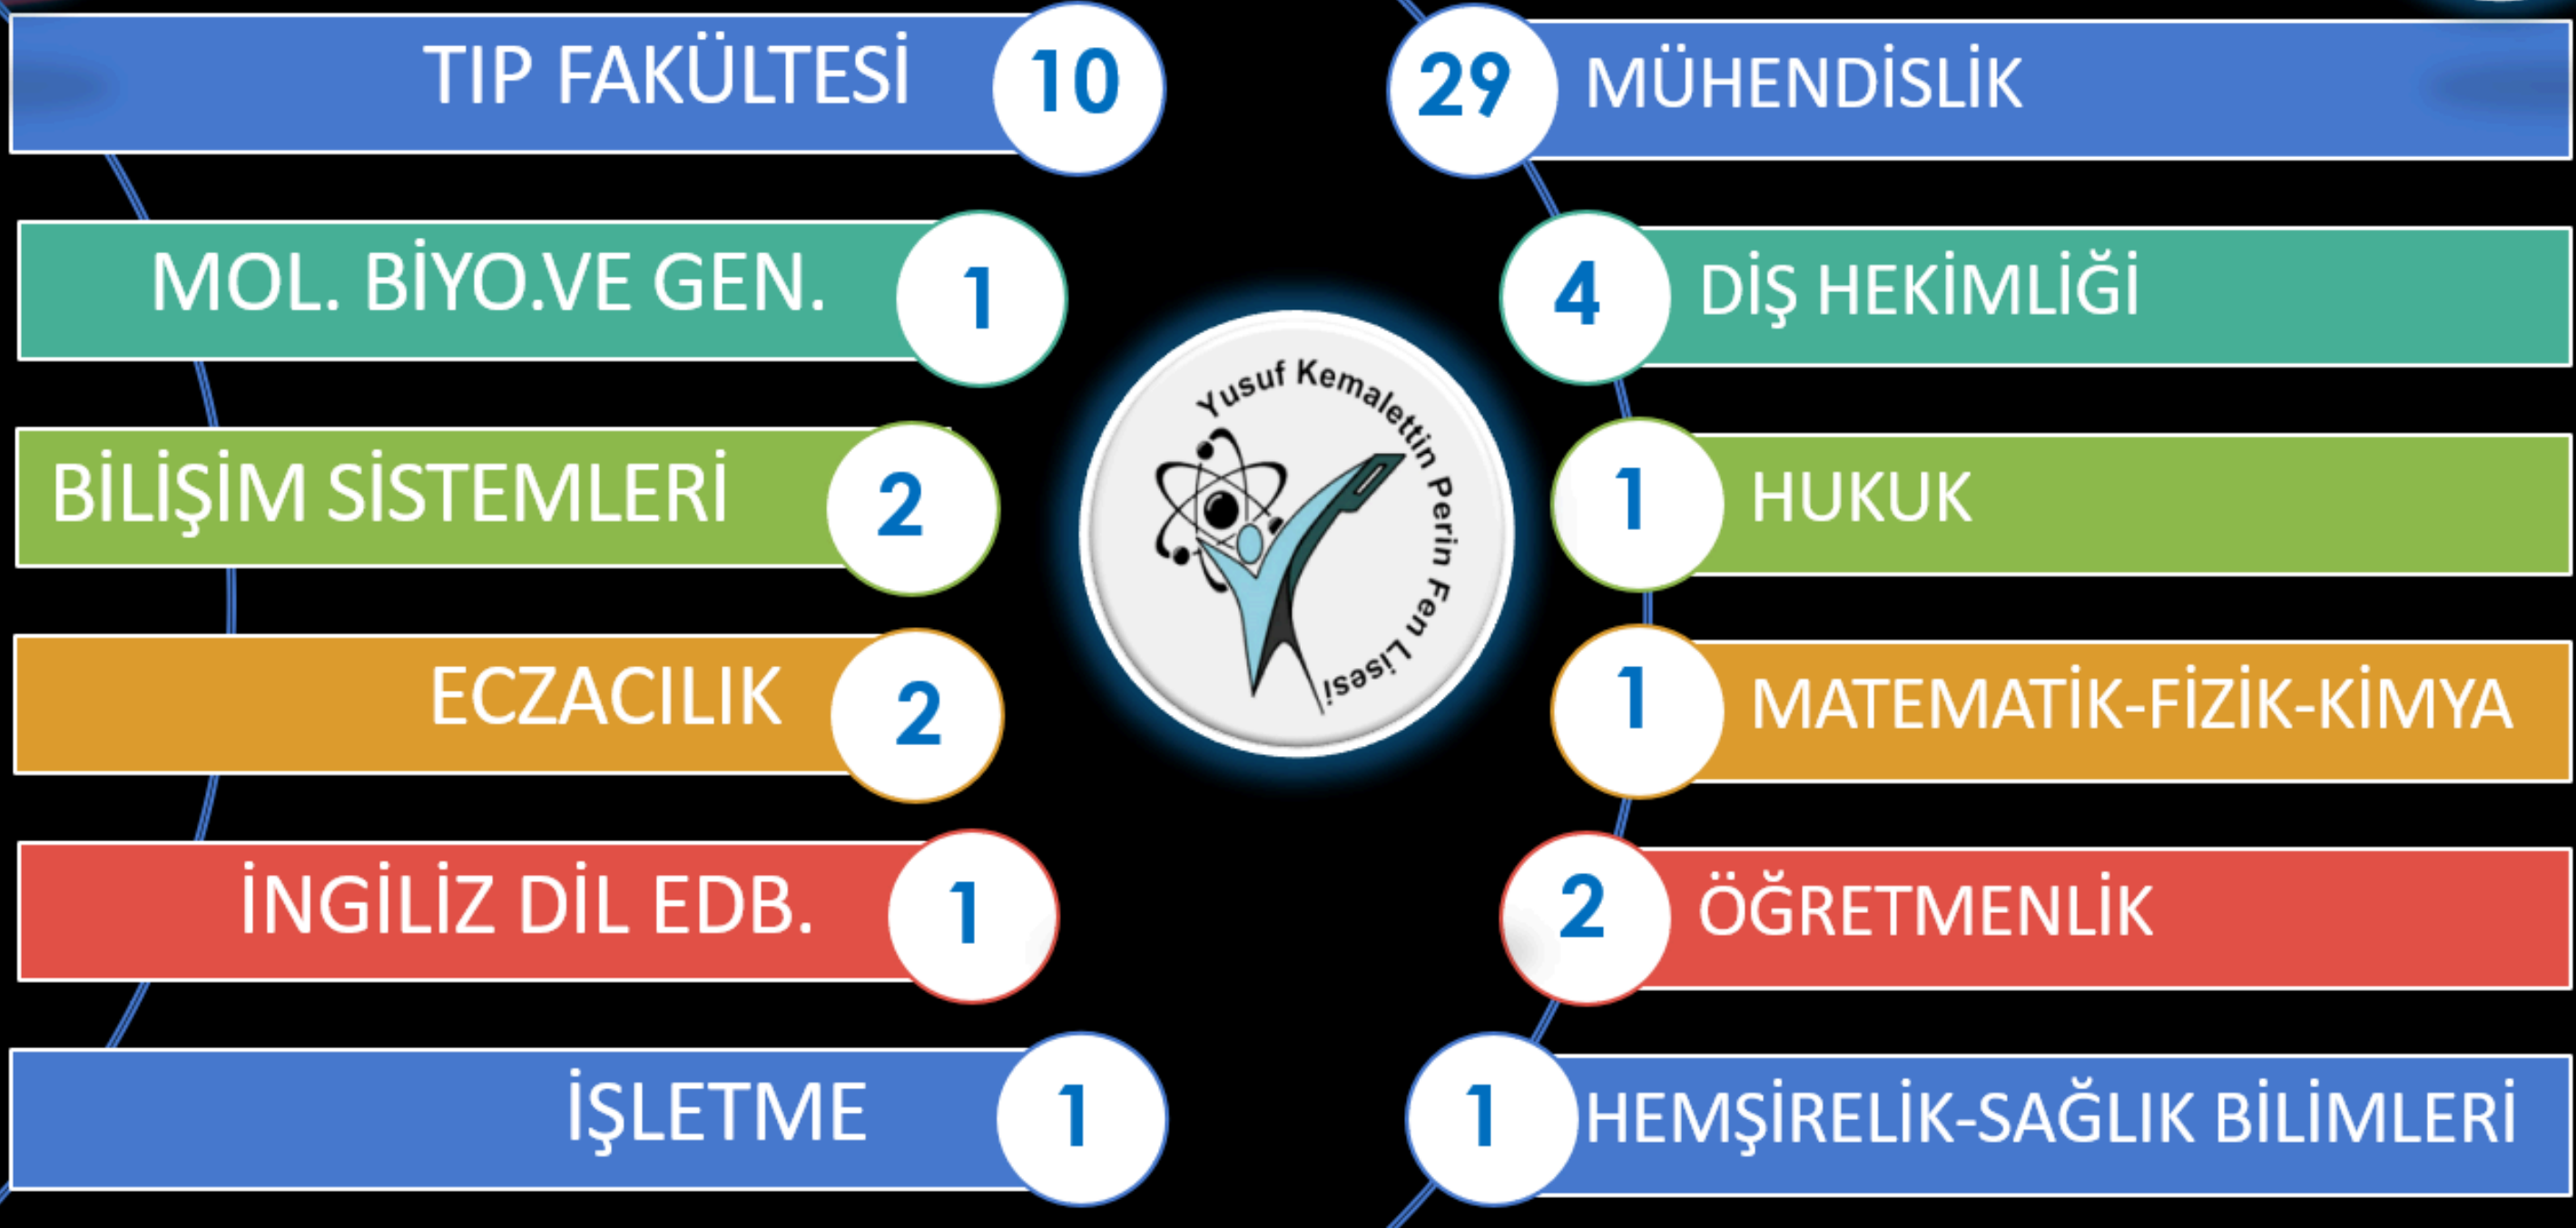 TIP FAKÜLTESİ 10
29 MÜHENDİSLİK
MOL. BİYO.VE GEN. 1
4 DİŞ HEKİMLİĞİ
Yusuf Kemalettin Perin Fen Lisesi
BİLİŞİM SİSTEMLERİ 2
1 HUKUK
ECZACILIK 2
1 MATEMATİK-FİZİK-KİMYA
İNGİLİZ DİL EDB. 1
2 ÖĞRETMENLİK
İŞLETME 1
1 HEMŞİRELİK-SAĞLIK BİLİMLERİ